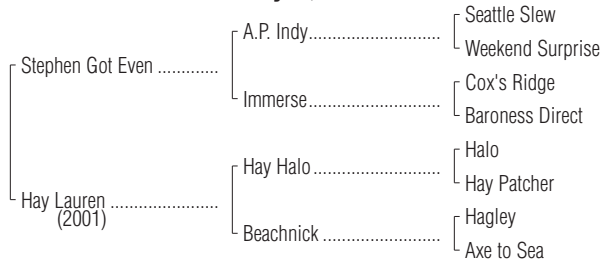 Seattle Slew
A.P. Indy..............................
Weekend Surprise
Stephen Got Even .............
Cox's Ridge
Immerse..............................
Baroness Direct
Halo
Hay Halo.............................
Hay Patcher
Hay Lauren .......................
(2001)
Hagley
Beachnick ...........................
Axe to Sea